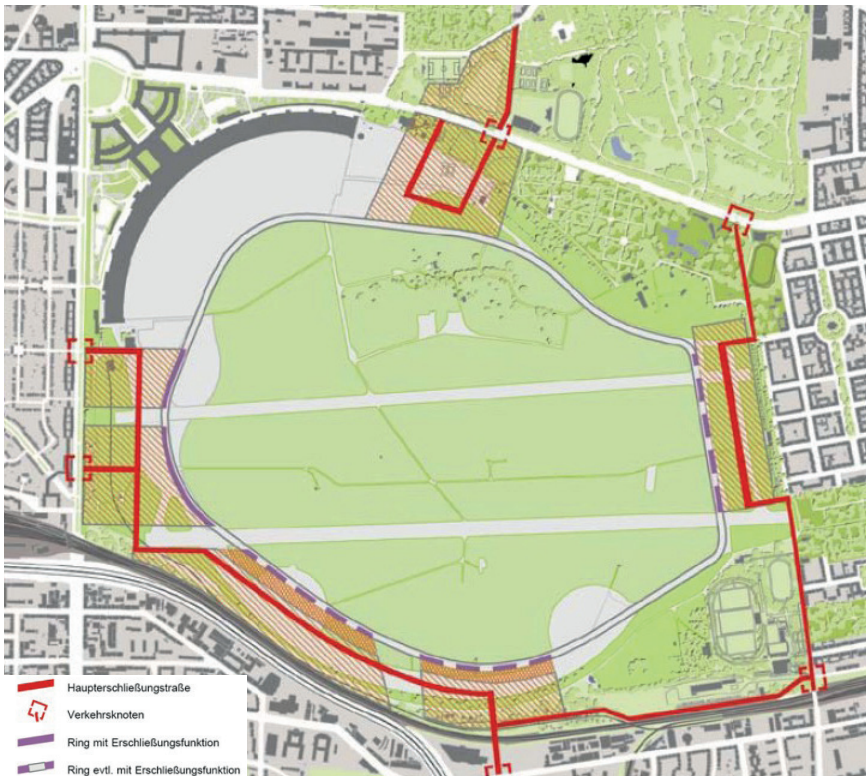 Haupterschließungstraße
Verkehrsknoten
Ring mit Erschließungsfunktion
Ring evtl. mit Erschließungsfunktion